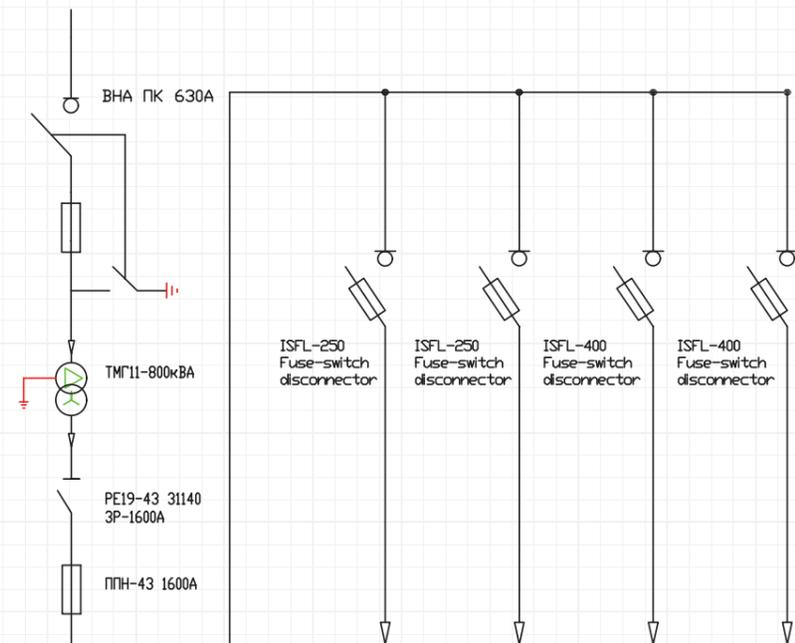 ВНА ПК 630А
ISFL-250
Fuse-switch
disconnector
ISFL-250
Fuse-switch
disconnector
ISFL-400
Fuse-switch
disconnector
ISFL-400
Fuse-switch
disconnector
ТМГ11-800кВА
РЕ19-43 31140
3Р-1600А
ППН-43 1600А